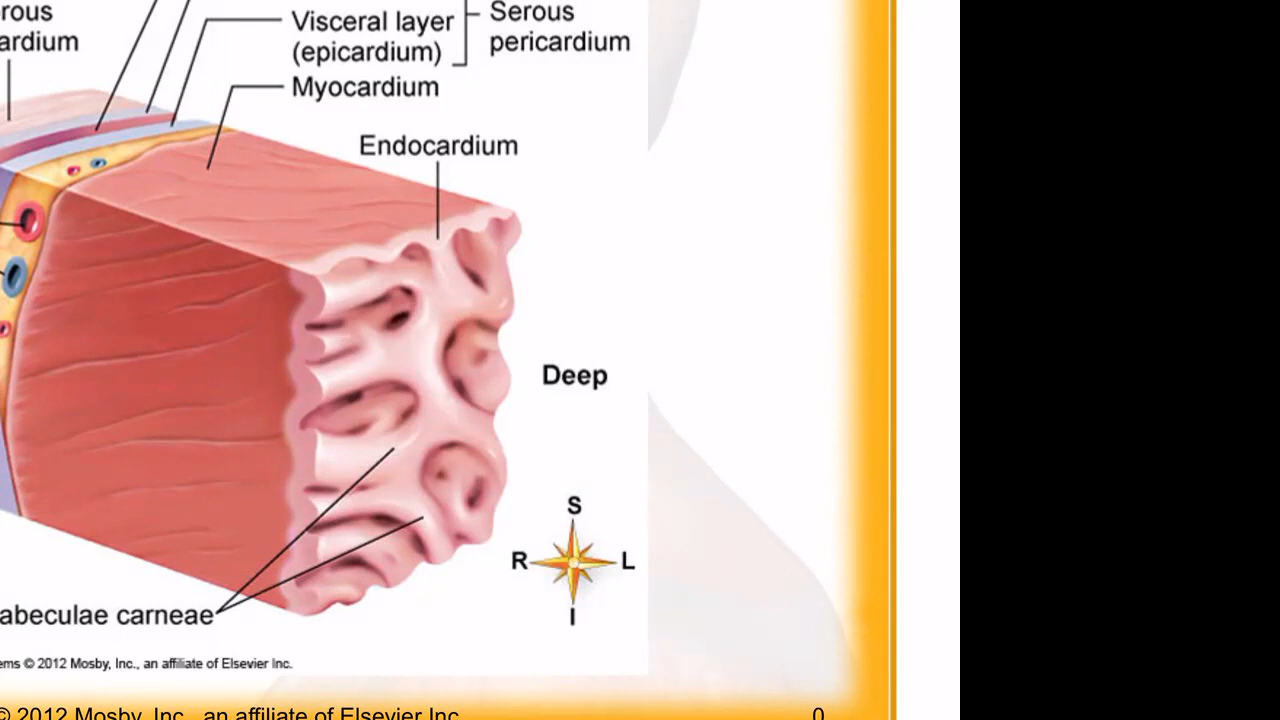 rous
ardium
Visceral layer
(epicardium)
Serous
pericardium
Myocardium
Endocardium
Deep
S
R L
I
abeculae carneae
ems © 2012 Mosby, Inc., an affiliate of Elsevier Inc.
© 2012 Mosby, Inc., an affiliate of Elsevier Inc.
0